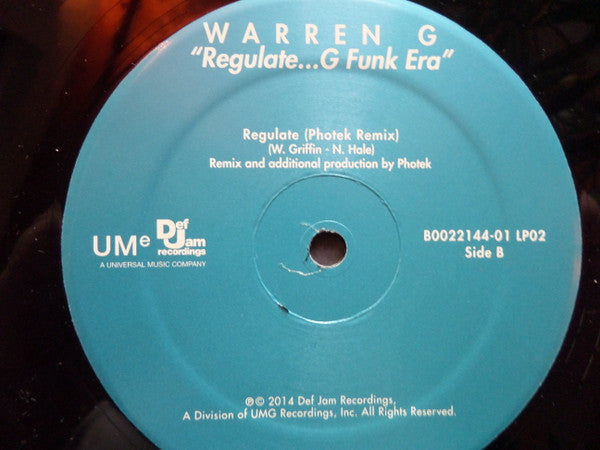 WARREN G
"Regulate...G Funk Era"
Regulate (Photek Remix)
(W. Griffin - N. Hale)
Remix and additional production by Photek
UMe
Def
Jam
recordings
A UNIVERSAL MUSIC COMPANY
B0022144-01 LP02
Side B
℗© 2014 Def Jam Recordings,
A Division of UMG Recordings, Inc. All Rights Reserved.